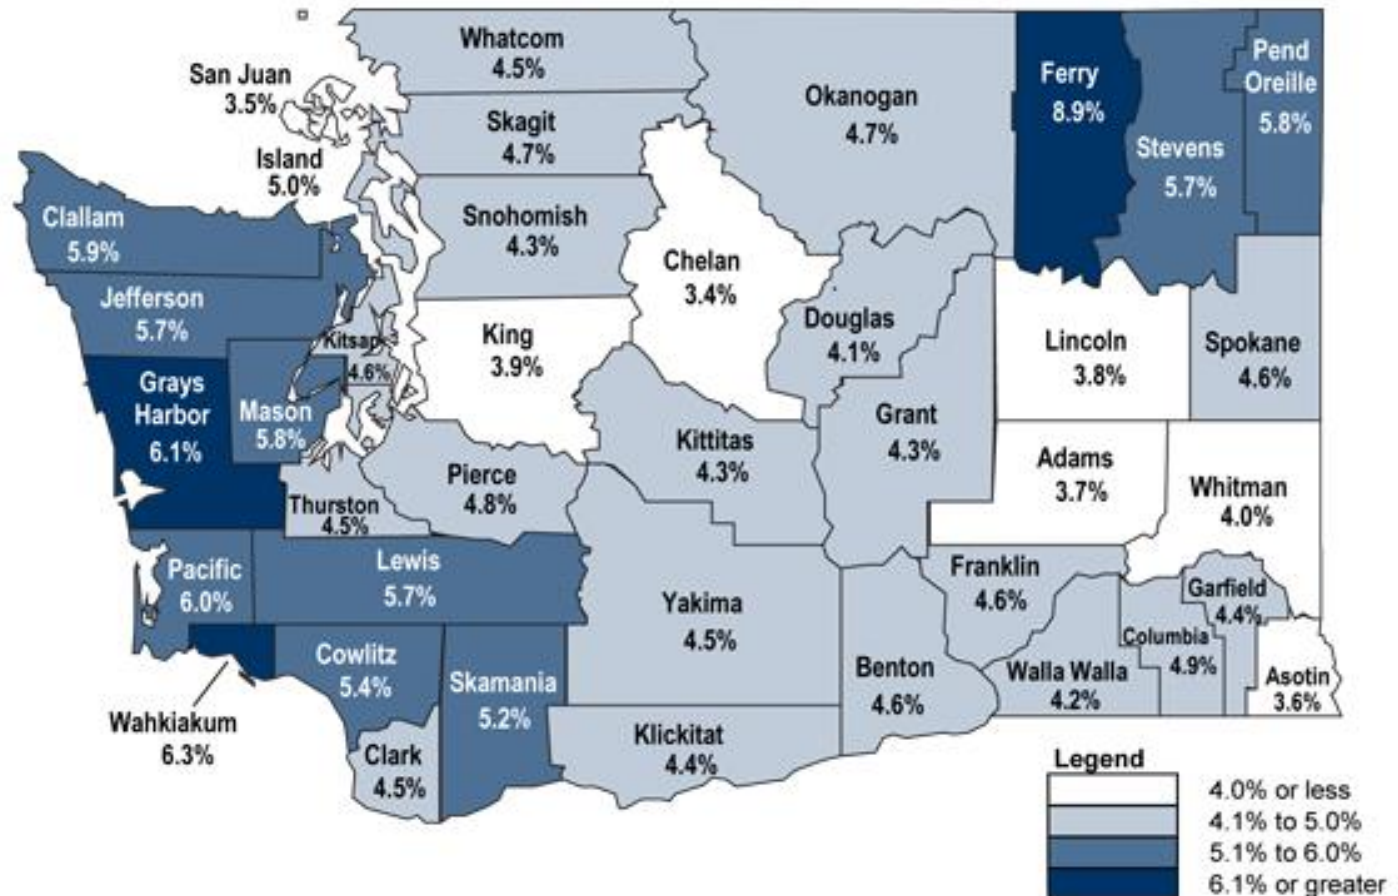 Whatcom
4.5%
San Juan
3.5%
Skagit
4.7%
Okanogan
4.7%
Ferry
8.9%
Pend
Oreille
5.8%
Stevens
5.7%
Island
5.0%
Clallam
5.9%
Snohomish
4.3%
Chelan
3.4%
Jefferson
5.7%
Kitsap
4.6%
King
3.9%
Douglas
4.1%
Lincoln
3.8%
Spokane
4.6%
Grays
Harbor
6.1%
Mason
5.8%
Grant
4.3%
Kittitas
4.3%
Pierce
4.8%
Adams
3.7%
Whitman
4.0%
Thurston
4.5%
Pacific
6.0%
Lewis
5.7%
Yakima
4.5%
Franklin
4.6%
Garfield
4.4%
Columbia
4.9%
Benton
4.6%
Walla Walla
4.2%
Asotin
3.6%
Cowlitz
5.4%
Skamania
5.2%
Wahkiakum
6.3%
Clark
4.5%
Klickitat
4.4%
Legend
4.0% or less
4.1% to 5.0%
5.1% to 6.0%
6.1% or greater